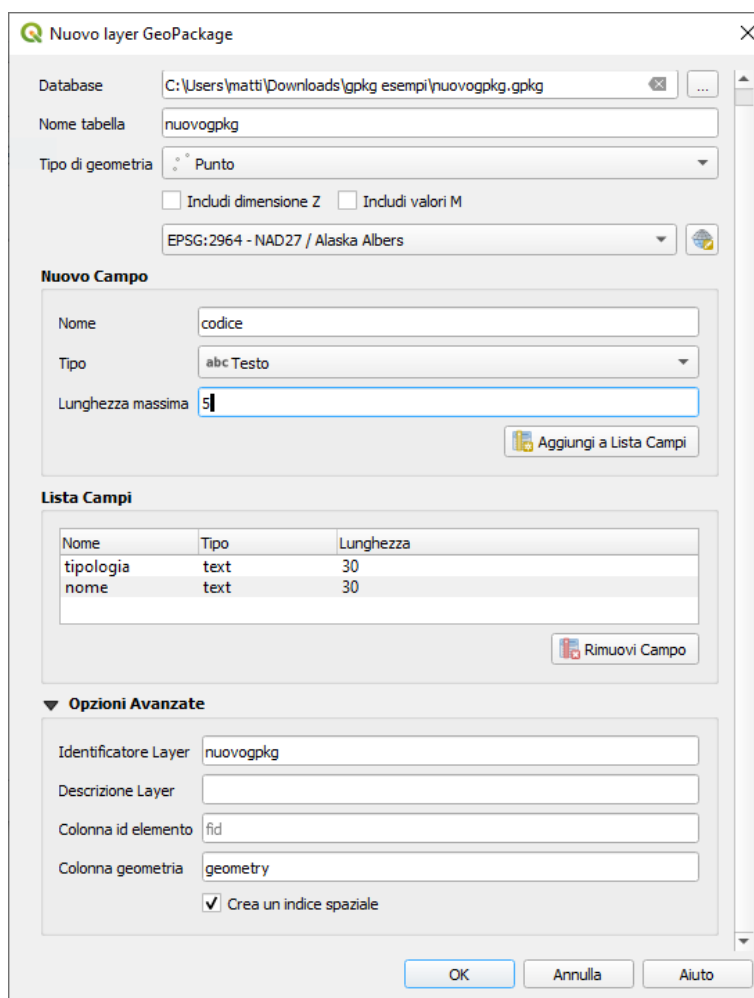 Nuovo layer GeoPackage
Database C:\Users\matti\Downloads\gpkg esempi\nuovogpkg.gpkg ...
Nome tabella nuovogpkg
Tipo di geometria Punto
Includi dimensione Z Includi valori M
EPSG:2964 - NAD27 / Alaska Albers
Nuovo Campo
Nome codice
Tipo abc Testo
Lunghezza massima 5
Aggiungi a Lista Campi
Lista Campi
Nome Tipo Lunghezza
tipologia text 30
nome text 30
Rimuovi Campo
Opzioni Avanzate
Identificatore Layer nuovogpkg
Descrizione Layer
Colonna id elemento fid
Colonna geometria geometry
Crea un indice spaziale
OK Annulla Aiuto